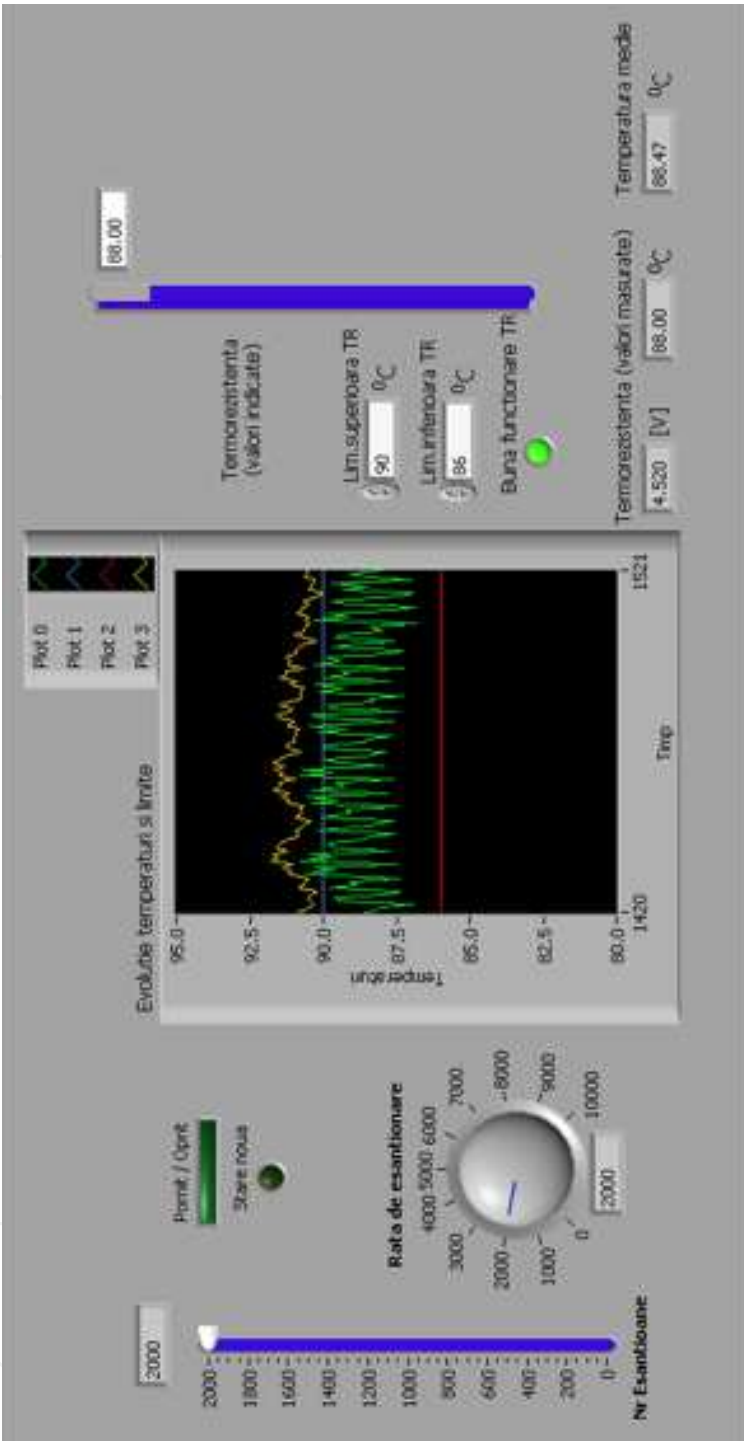 2000
2000
1800
1600
1400
1200
1000
800
600
400
200
0
Nr Esantioane
Pornit / Oprit
Stare noua
Rata de esantionare
4000 5000 6000
3000
7000
2000
8000
1000
9000
0
10000
2000
Evolutie temperaturi si limite
Plot 0
Plot 1
Plot 2
Plot 3
95.0
92.5
90.0
87.5
85.0
82.5
80.0
Temperaturi
1420
1521
Timp
88.00
Termorezistenta
(valori indicate)
Lim.superioara TR
90
0C
Lim.inferioara TR
86
0C
Buna functionare TR
Termorezistenta (valori masurate)
4.520
[V]
88.00
0C
Temperatura medie
88.47
0C